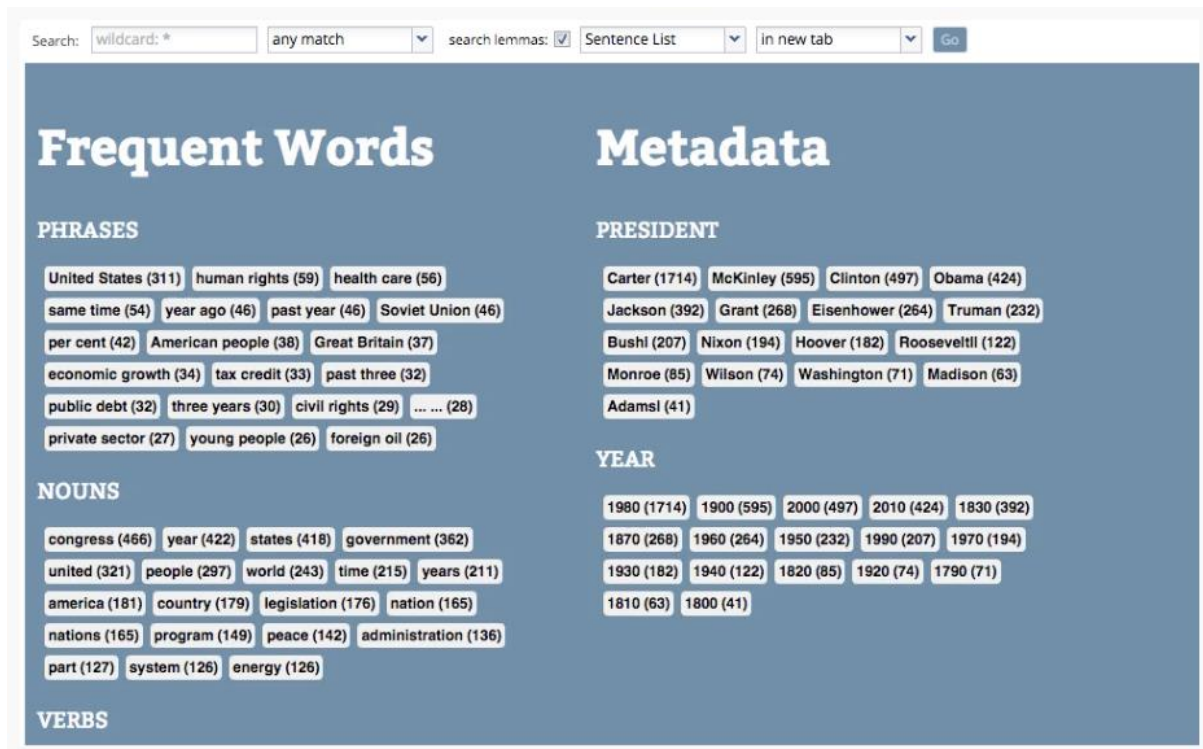 Search: wildcard: * any match search lemmas: Sentence List in new tab Go
Frequent Words
PHRASES
United States (311) human rights (59) health care (56)
same time (54) year ago (46) past year (46) Soviet Union (46)
per cent (42) American people (38) Great Britain (37)
economic growth (34) tax credit (33) past three (32)
public debt (32) three years (30) civil rights (29) ... ... (28)
private sector (27) young people (26) foreign oil (26)
NOUNS
congress (466) year (422) states (418) government (362)
united (321) people (297) world (243) time (215) years (211)
america (181) country (179) legislation (176) nation (165)
nations (165) program (149) peace (142) administration (136)
part (127) system (126) energy (126)
VERBS
Metadata
PRESIDENT
Carter (1714) McKinley (595) Clinton (497) Obama (424)
Jackson (392) Grant (268) Eisenhower (264) Truman (232)
BushI (207) Nixon (194) Hoover (182) RooseveltII (122)
Monroe (85) Wilson (74) Washington (71) Madison (63)
AdamsI (41)
YEAR
1980 (1714) 1900 (595) 2000 (497) 2010 (424) 1830 (392)
1870 (268) 1960 (264) 1950 (232) 1990 (207) 1970 (194)
1930 (182) 1940 (122) 1820 (85) 1920 (74) 1790 (71)
1810 (63) 1800 (41)